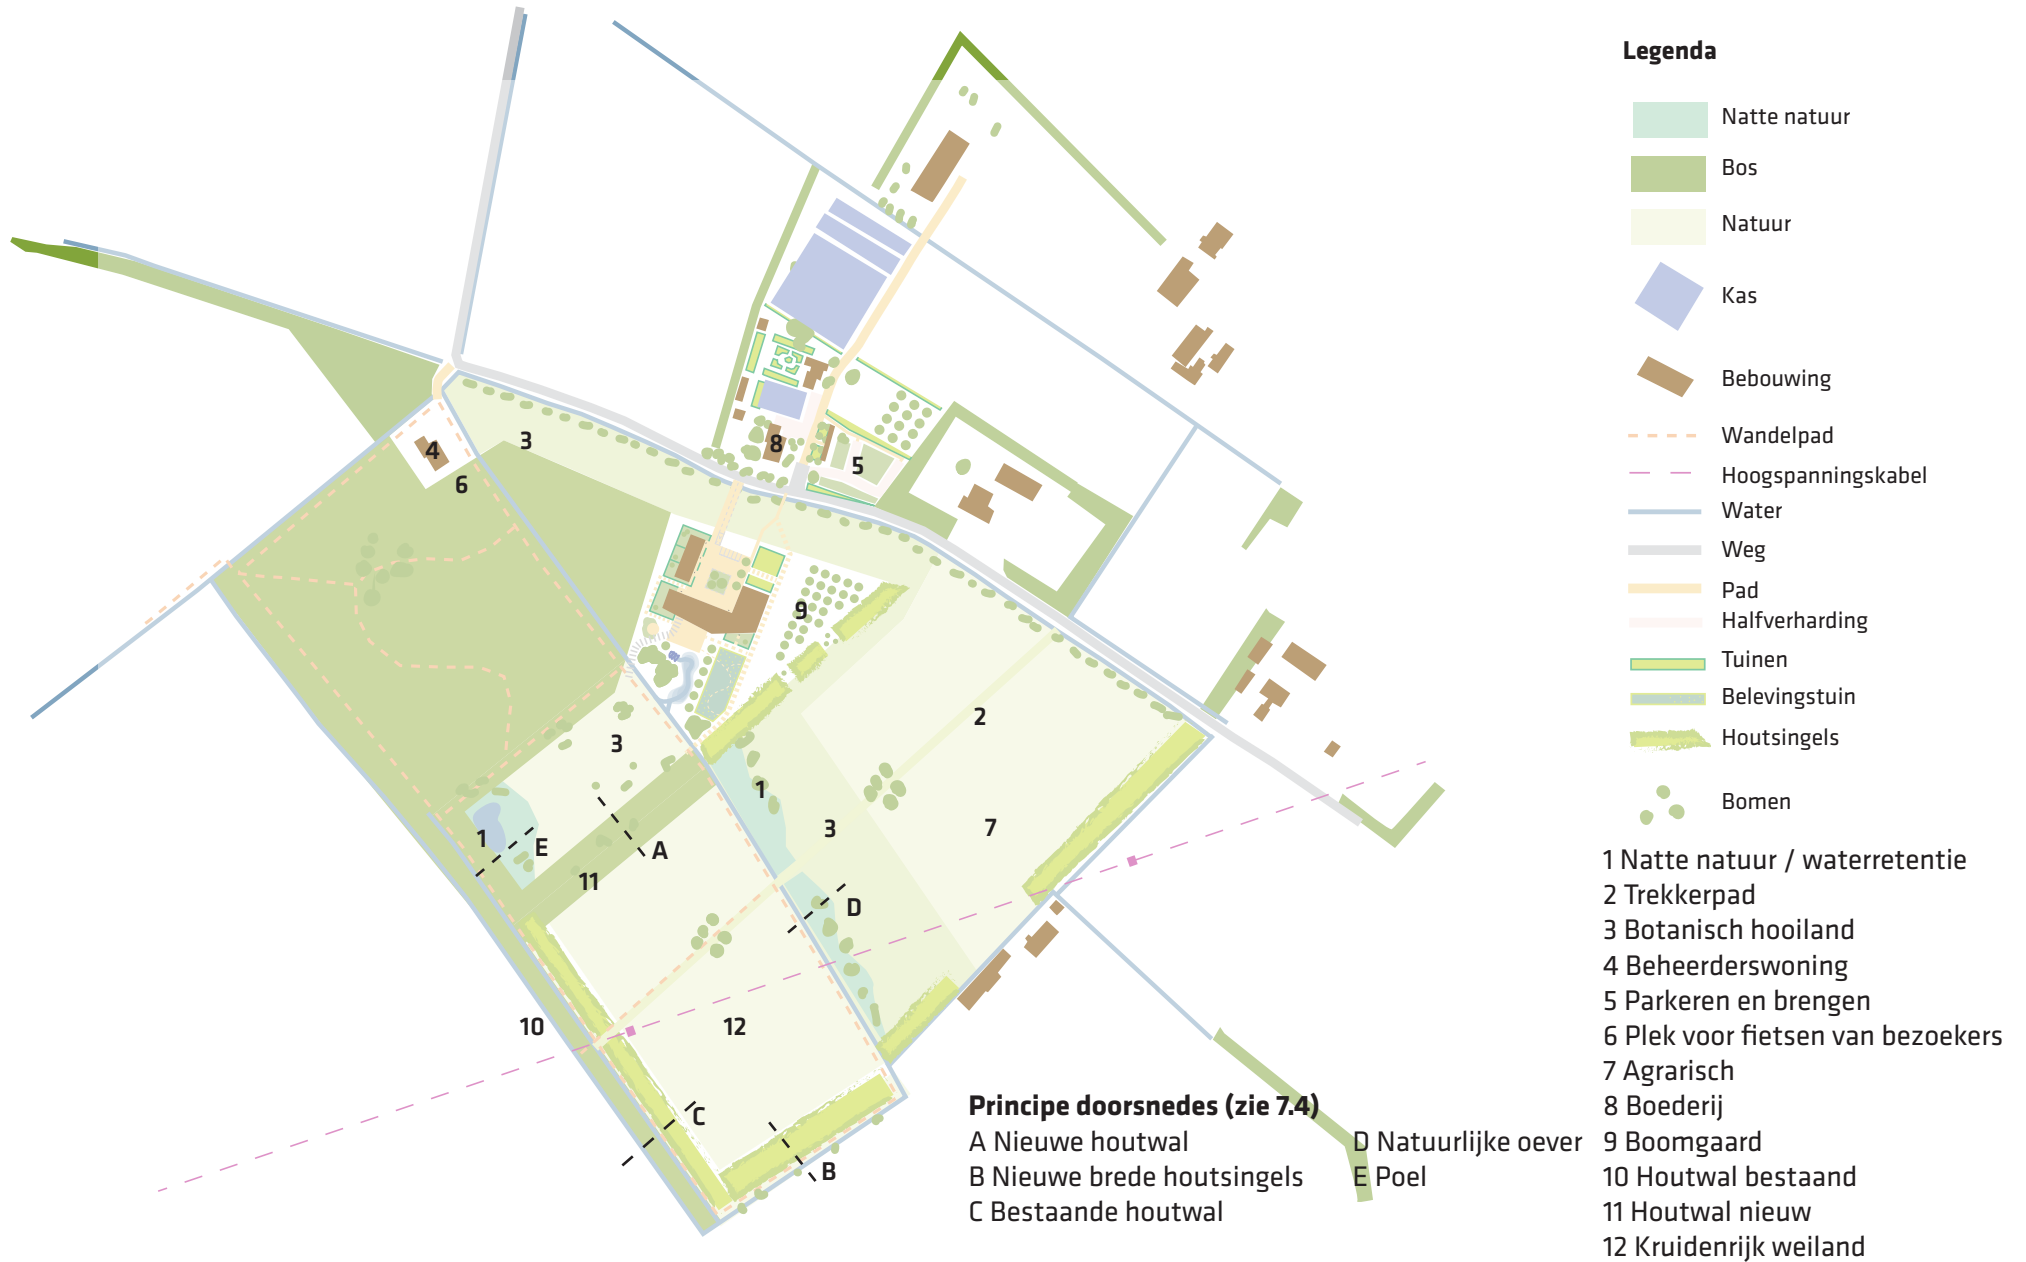 Legenda
Natte natuur
Bos
Natuur
Kas
Bebouwing
Wandelpad
Hoogspanningskabel
Water
Weg
Pad
Halfverharding
Tuinen
Belevingstuin
Houtsingels
Bomen
1 Natte natuur / waterretentie
2 Trekkerpad
3 Botanisch hooiland
4 Beheerderswoning
5 Parkeren en brengen
6 Plek voor fietsen van bezoekers
7 Agrarisch
8 Boederij
9 Boomgaard
10 Houtwal bestaand
11 Houtwal nieuw
12 Kruidenrijk weiland
Principe doorsnedes (zie 7.4)
A Nieuwe houtwal
B Nieuwe brede houtsingels
C Bestaande houtwal
D Natuurlijke oever
E Poel
3
8
4
5
6
9
2
3
1
3
7
1
E
A
11
D
10
12
C
B